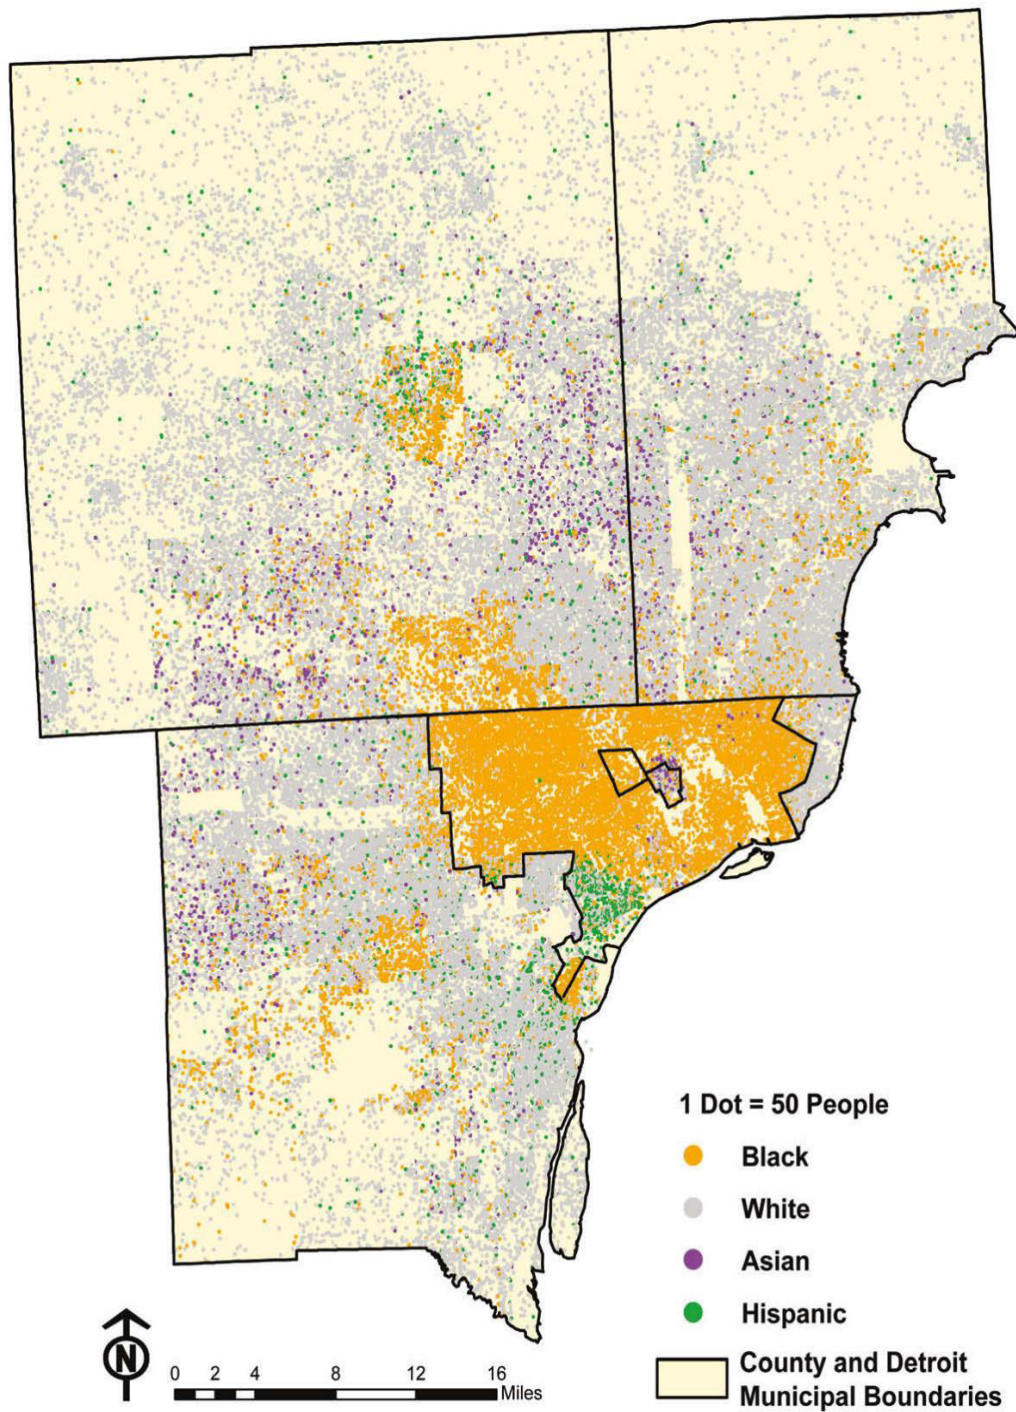 1 Dot = 50 People
Black
White
Asian
Hispanic
County and Detroit
Municipal Boundaries
N
0 2 4 8 12 16
Miles